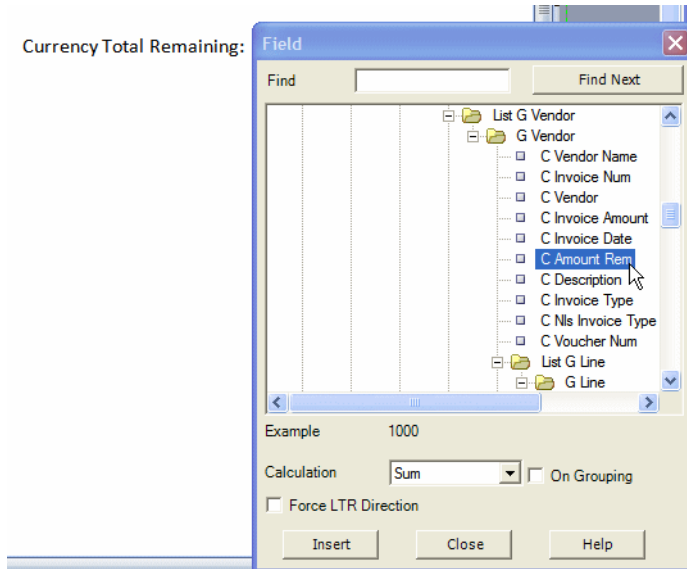 Currency Total Remaining:
Field
Find
Find Next
List G Vendor
G Vendor
C Vendor Name
C Invoice Num
C Vendor
C Invoice Amount
C Invoice Date
C Amount Rem
C Description
C Invoice Type
C Nls Invoice Type
C Voucher Num
List G Line
G Line
Example 1000
Calculation Sum On Grouping
Force LTR Direction
Insert Close Help